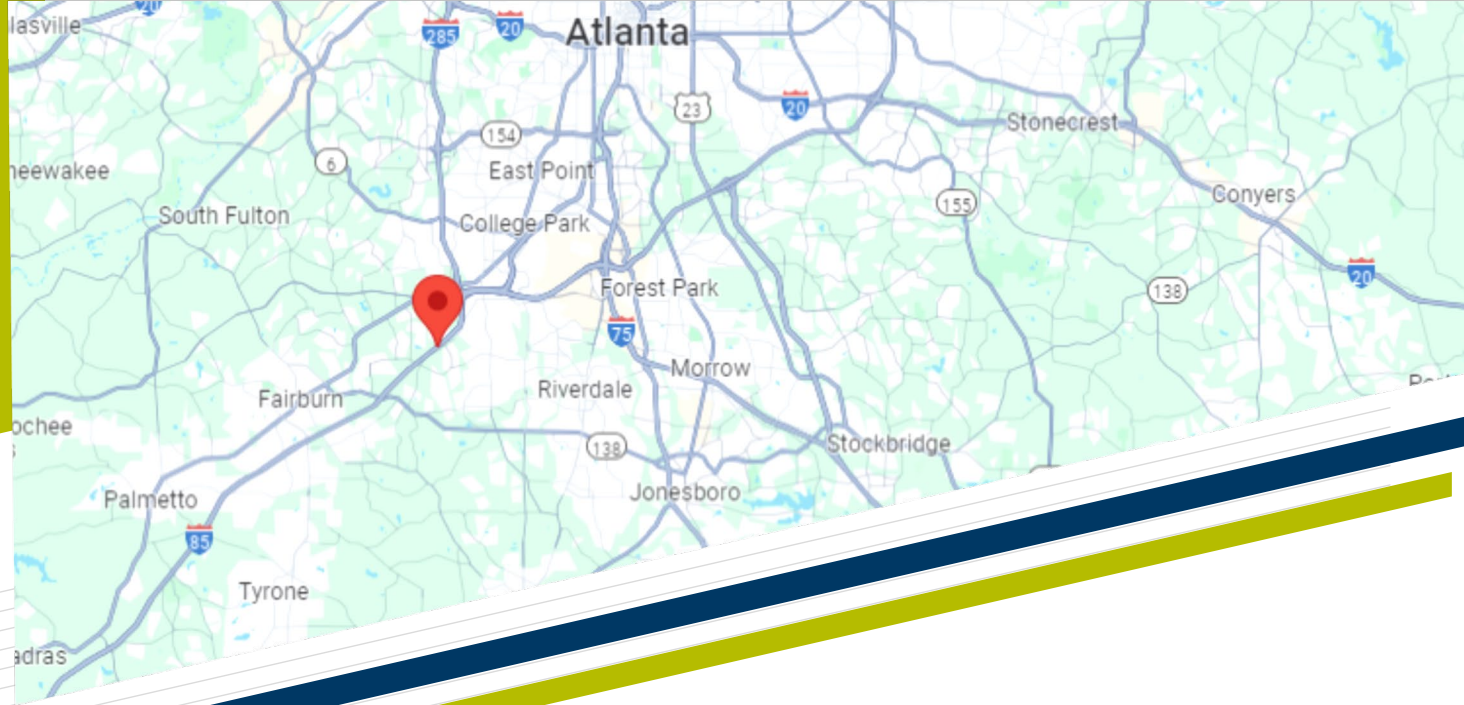 20
lasville
285
20
Atlanta
23
20
154
Stonecrest
6
East Point
heewakee
Conyers
155
South Fulton
College Park
20
Forest Park
138
75
Morrow
Riverdale
Fairburn
ochee
138
Stockbridge
Jonesboro
Palmetto
85
Tyrone
adras